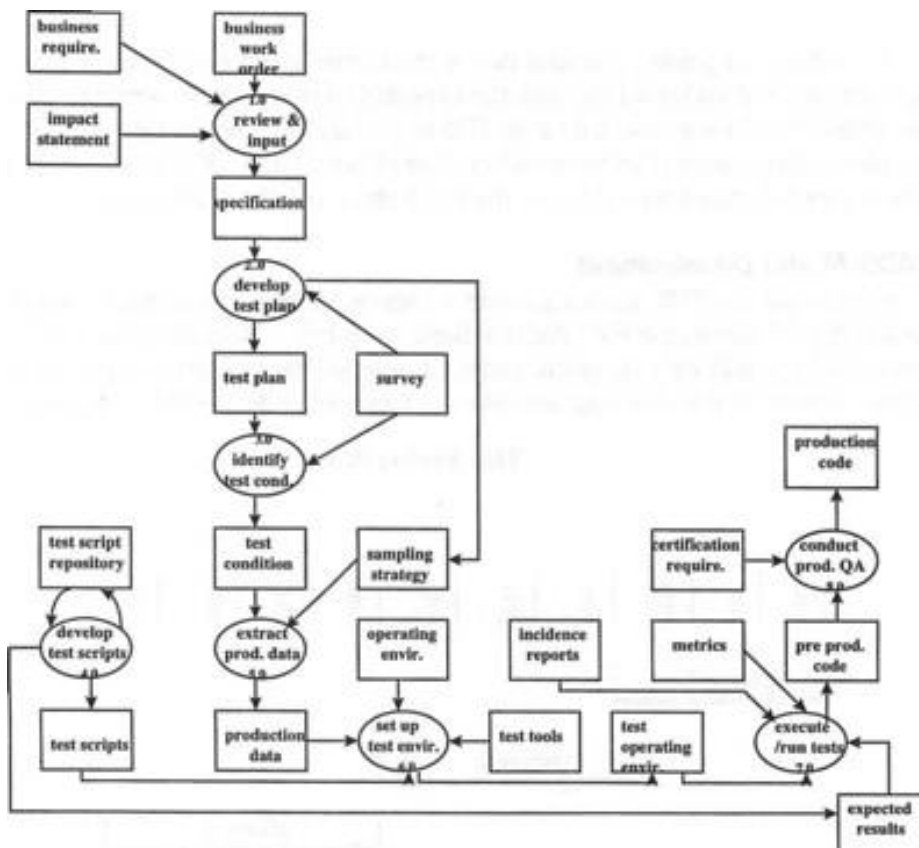 business
require.
business
work
order
impact
statement
1.0
review &
input
specification
2.0
develop
test plan
test plan
survey
3.0
identify
test cond.
production
code
test script
repository
test
condition
sampling
strategy
certification
require.
conduct
prod. QA
8.0
develop
test scripts
4.0
extract
prod. data
5.0
operating
envir.
incidence
reports
metrics
pre prod.
code
test scripts
production
data
set up
test envir.
6.0
test tools
test
operating
envir.
execute
/run tests
7.0
expected
results